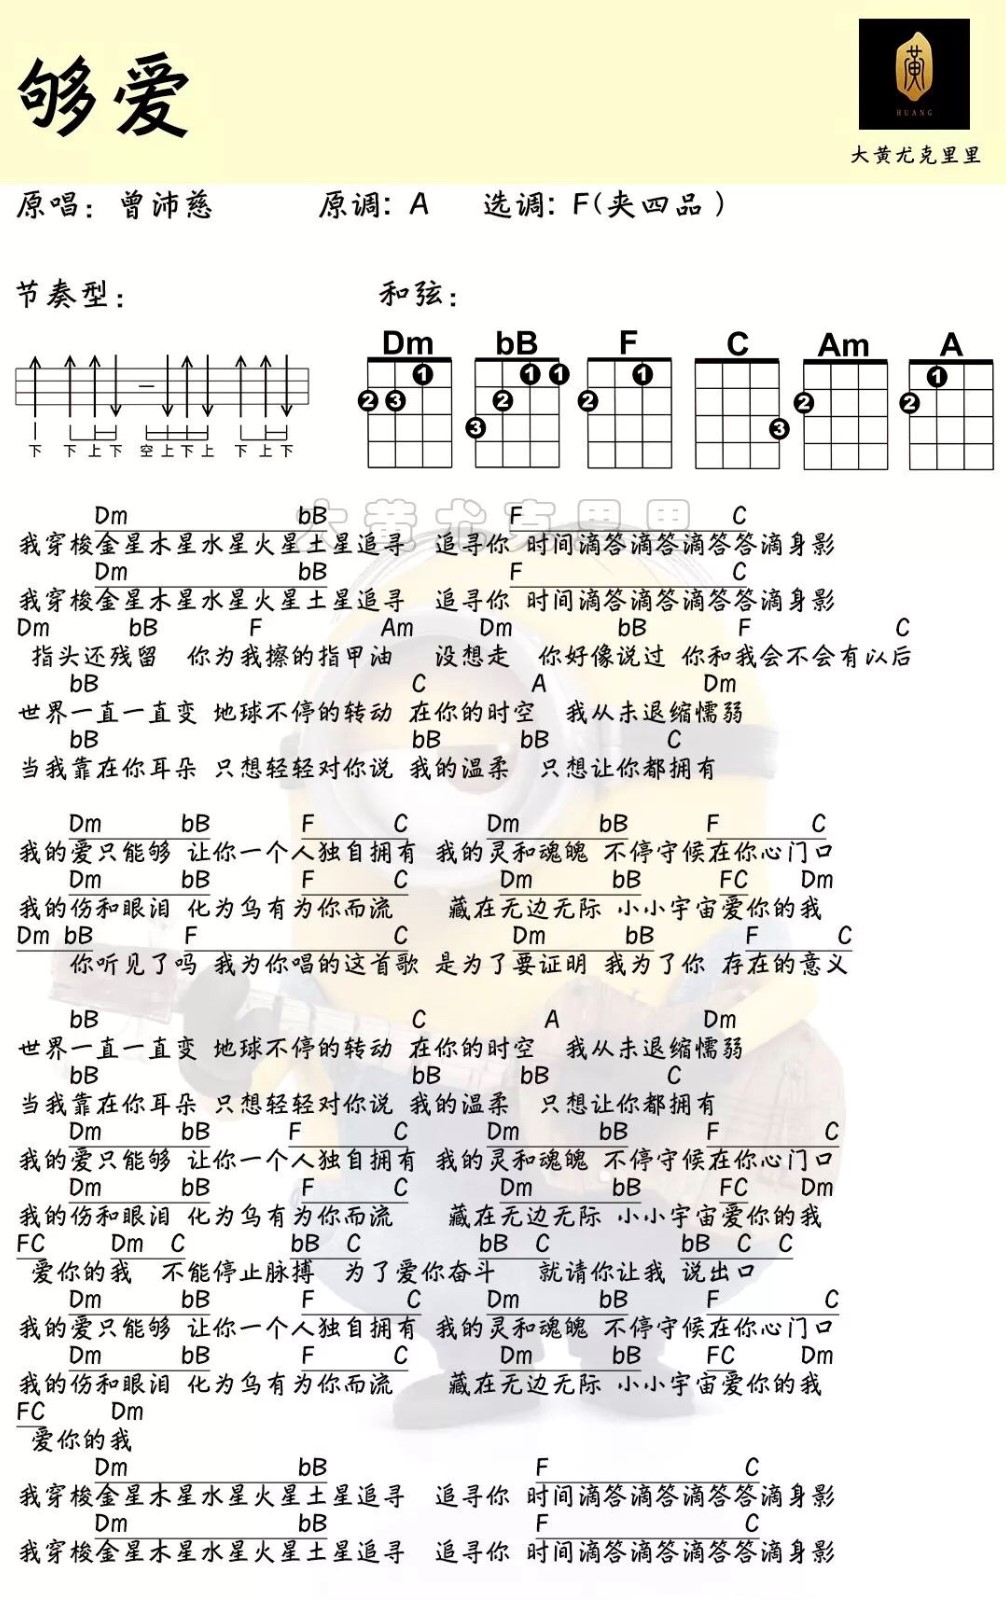 够爱
黄
HUANG
大黄尤克里里
原唱：曾沛慈 原调：A 选调：F(夹四品 )
节奏型： 和弦：
Dm bB F C Am A
1 1 1 1 1
2 3 2 2 2 2
3 3
下 下 上 下 空 上 下 上 下 上 下
大黄尤克里里
Dm bB F C
我穿梭金星木星水星火星土星追寻 追寻你 时间滴答滴答滴答答滴身影
Dm bB F C
我穿梭金星木星水星火星土星追寻 追寻你 时间滴答滴答滴答答滴身影
Dm bB F Am Dm bB F C
指头还残留 你为我擦的指甲油 没想走 你好像说过 你和我会不会有以后
bB C A Dm
世界一直一直变 地球不停的转动 在你的时空 我从未退缩懦弱
bB bB bB C
当我靠在你耳朵 只想轻轻对你说 我的温柔 只想让你都拥有
Dm bB F C Dm bB F C
我的爱只能够 让你一个人独自拥有 我的灵和魂魄 不停守候在你心门口
Dm bB F C Dm bB FC Dm
我的伤和眼泪 化为乌有为你而流 藏在无边无际 小小宇宙爱你的我
Dm bB F C Dm bB F C
你听见了吗 我为你唱的这首歌 是为了要证明 我为了你 存在的意义
bB C A Dm
世界一直一直变 地球不停的转动 在你的时空 我从未退缩懦弱
bB bB bB C
当我靠在你耳朵 只想轻轻对你说 我的温柔 只想让你都拥有
Dm bB F C Dm bB F C
我的爱只能够 让你一个人独自拥有 我的灵和魂魄 不停守候在你心门口
Dm bB F C Dm bB FC Dm
我的伤和眼泪 化为乌有为你而流 藏在无边无际 小小宇宙爱你的我
FC Dm C bB C bB C bB C C
爱你的我 不能停止脉搏 为了爱你奋斗 就请你让我 说出口
Dm bB F C Dm bB F C
我的爱只能够 让你一个人独自拥有 我的灵和魂魄 不停守候在你心门口
Dm bB F C Dm bB FC Dm
我的伤和眼泪 化为乌有为你而流 藏在无边无际 小小宇宙爱你的我
FC Dm
爱你的我
Dm bB F C
我穿梭金星木星水星火星土星追寻 追寻你 时间滴答滴答滴答答滴身影
Dm bB F C
我穿梭金星木星水星火星土星追寻 追寻你 时间滴答滴答滴答答滴身影